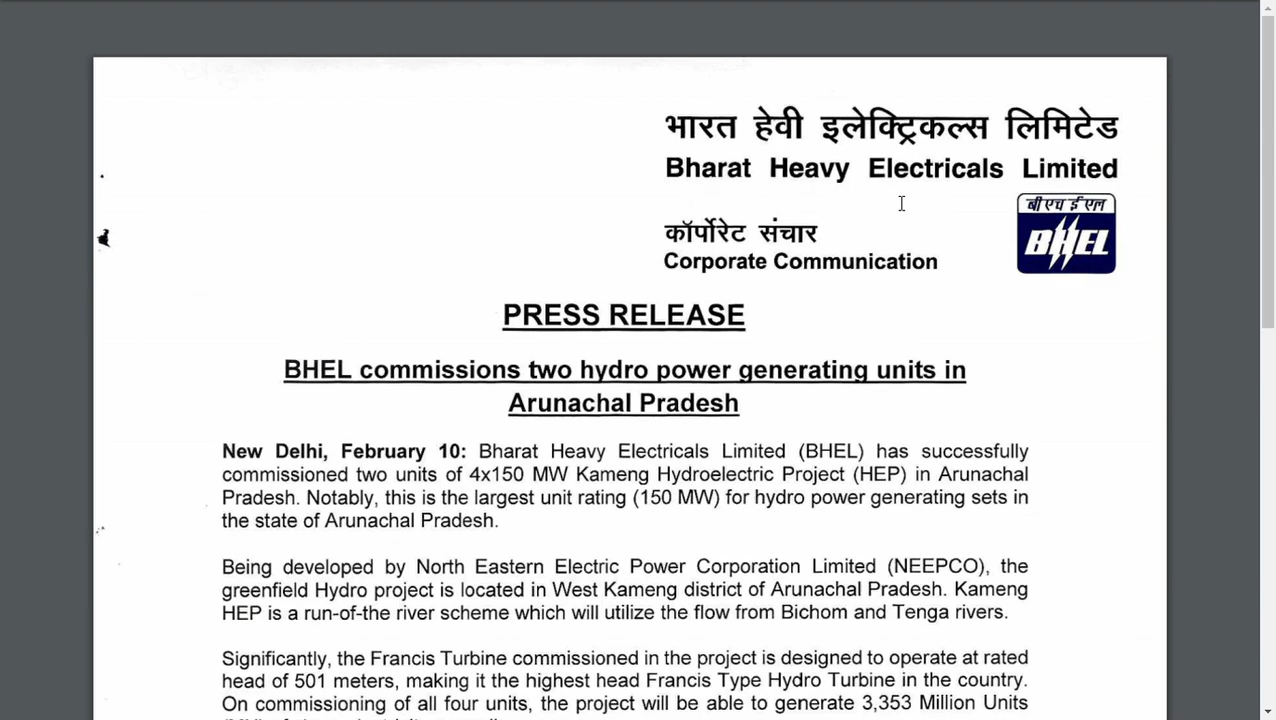 भारत हेवी इलेक्ट्रिकल्स लिमिटेड
Bharat Heavy Electricals Limited
बी एच ई एल
BHEL
कॉर्पोरेट संचार
Corporate Communication
PRESS RELEASE
BHEL commissions two hydro power generating units in
Arunachal Pradesh
New Delhi, February 10: Bharat Heavy Electricals Limited (BHEL) has successfully
commissioned two units of 4x150 MW Kameng Hydroelectric Project (HEP) in Arunachal
Pradesh. Notably, this is the largest unit rating (150 MW) for hydro power generating sets in
the state of Arunachal Pradesh.
Being developed by North Eastern Electric Power Corporation Limited (NEEPCO), the
greenfield Hydro project is located in West Kameng district of Arunachal Pradesh. Kameng
HEP is a run-of-the river scheme which will utilize the flow from Bichom and Tenga rivers.
Significantly, the Francis Turbine commissioned in the project is designed to operate at rated
head of 501 meters, making it the highest head Francis Type Hydro Turbine in the country.
On commissioning of all four units, the project will be able to generate 3,353 Million Units